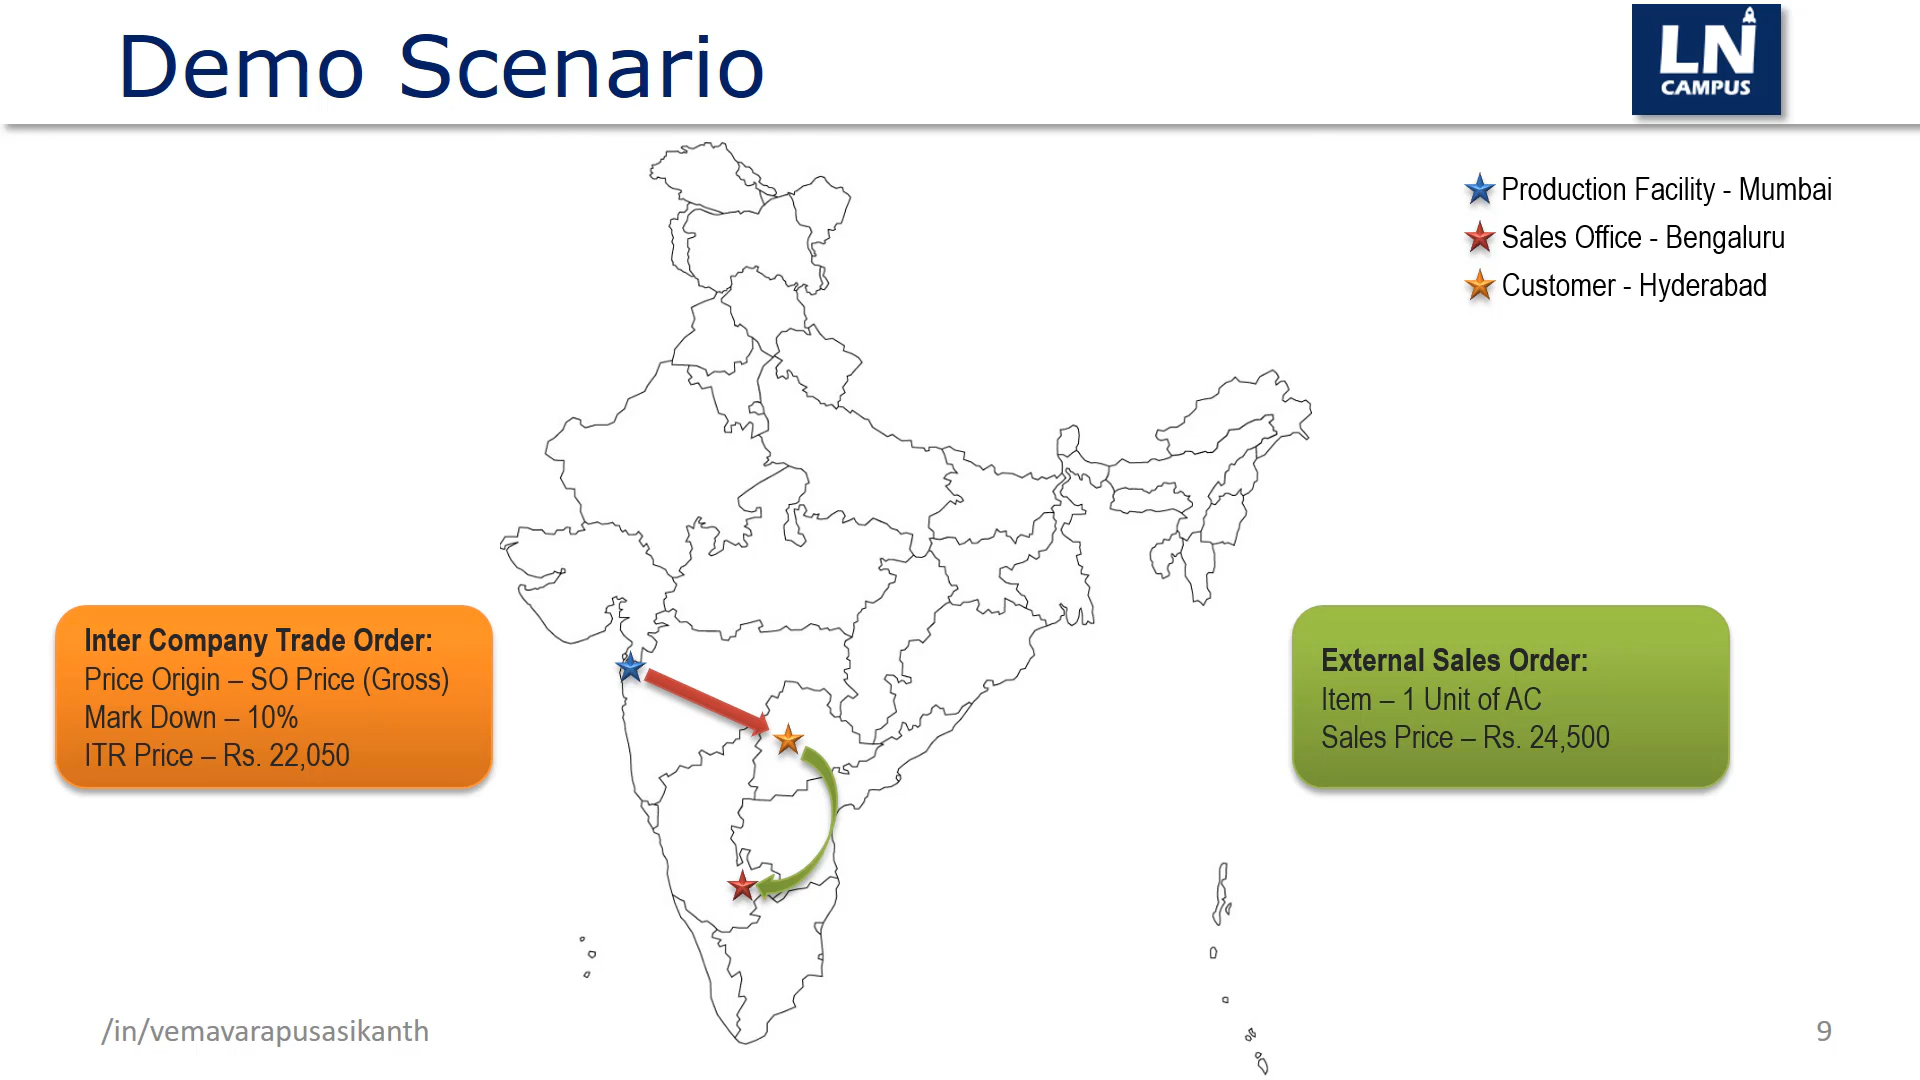 Demo Scenario
LN
CAMPUS
Production Facility - Mumbai
Sales Office - Bengaluru
Customer - Hyderabad
Inter Company Trade Order:
Price Origin – SO Price (Gross)
Mark Down – 10%
ITR Price – Rs. 22,050
External Sales Order:
Item – 1 Unit of AC
Sales Price – Rs. 24,500
/in/vemavarapusasikanth
9